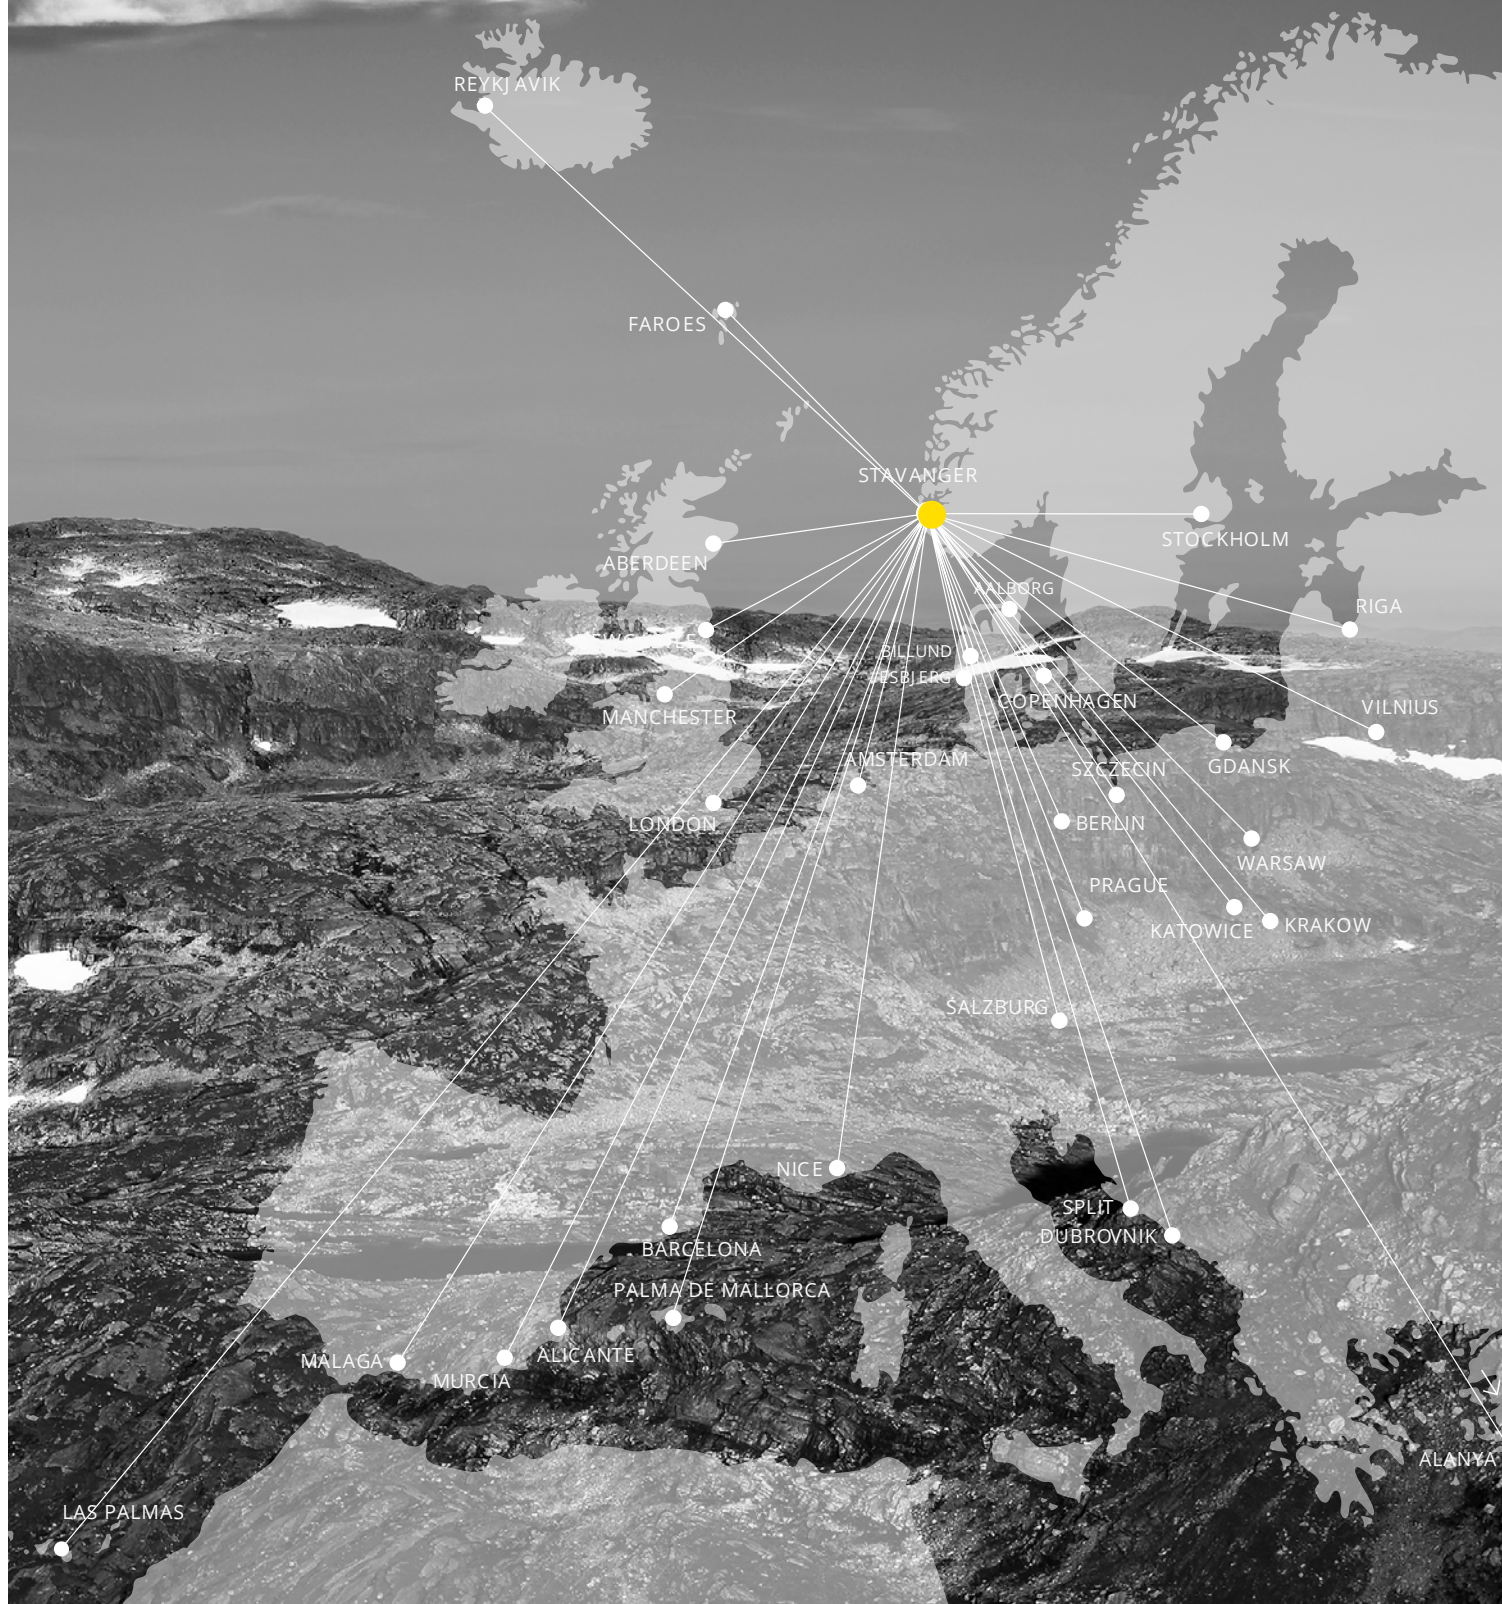 REYKJAVIK
FAROES
STAVANGER
STOCKHOLM
ABERDEEN
AALBORG
RIGA
BILLUND
ESBJERG
COPENHAGEN
VILNIUS
MANCHESTER
AMSTERDAM
SZCZECIN
GDANSK
LONDON
BERLIN
WARSAW
PRAGUE
KATOWICE
KRAKOW
SALZBURG
NICE
SPLIT
DUBROVNIK
BARCELONA
PALMA DE MALLORCA
MALAGA
ALICANTE
MURCIA
ALANYA
LAS PALMAS